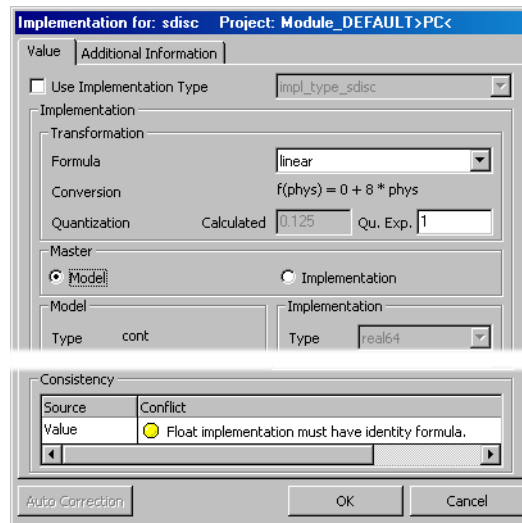 Implementation for: sdisc Project: Module_DEFAULT>PC<
Value Additional Information
Use Implementation Type impl_type_sdisc
Implementation
Transformation
Formula linear
Conversion f(phys) = 0 + 8 * phys
Quantization Calculated 0.125 Qu. Exp. 1
Master
Model Implementation
Model Implementation
Type cont Type real64
Consistency
Source Conflict
Value Float implementation must have identity formula.
Auto Correction OK Cancel